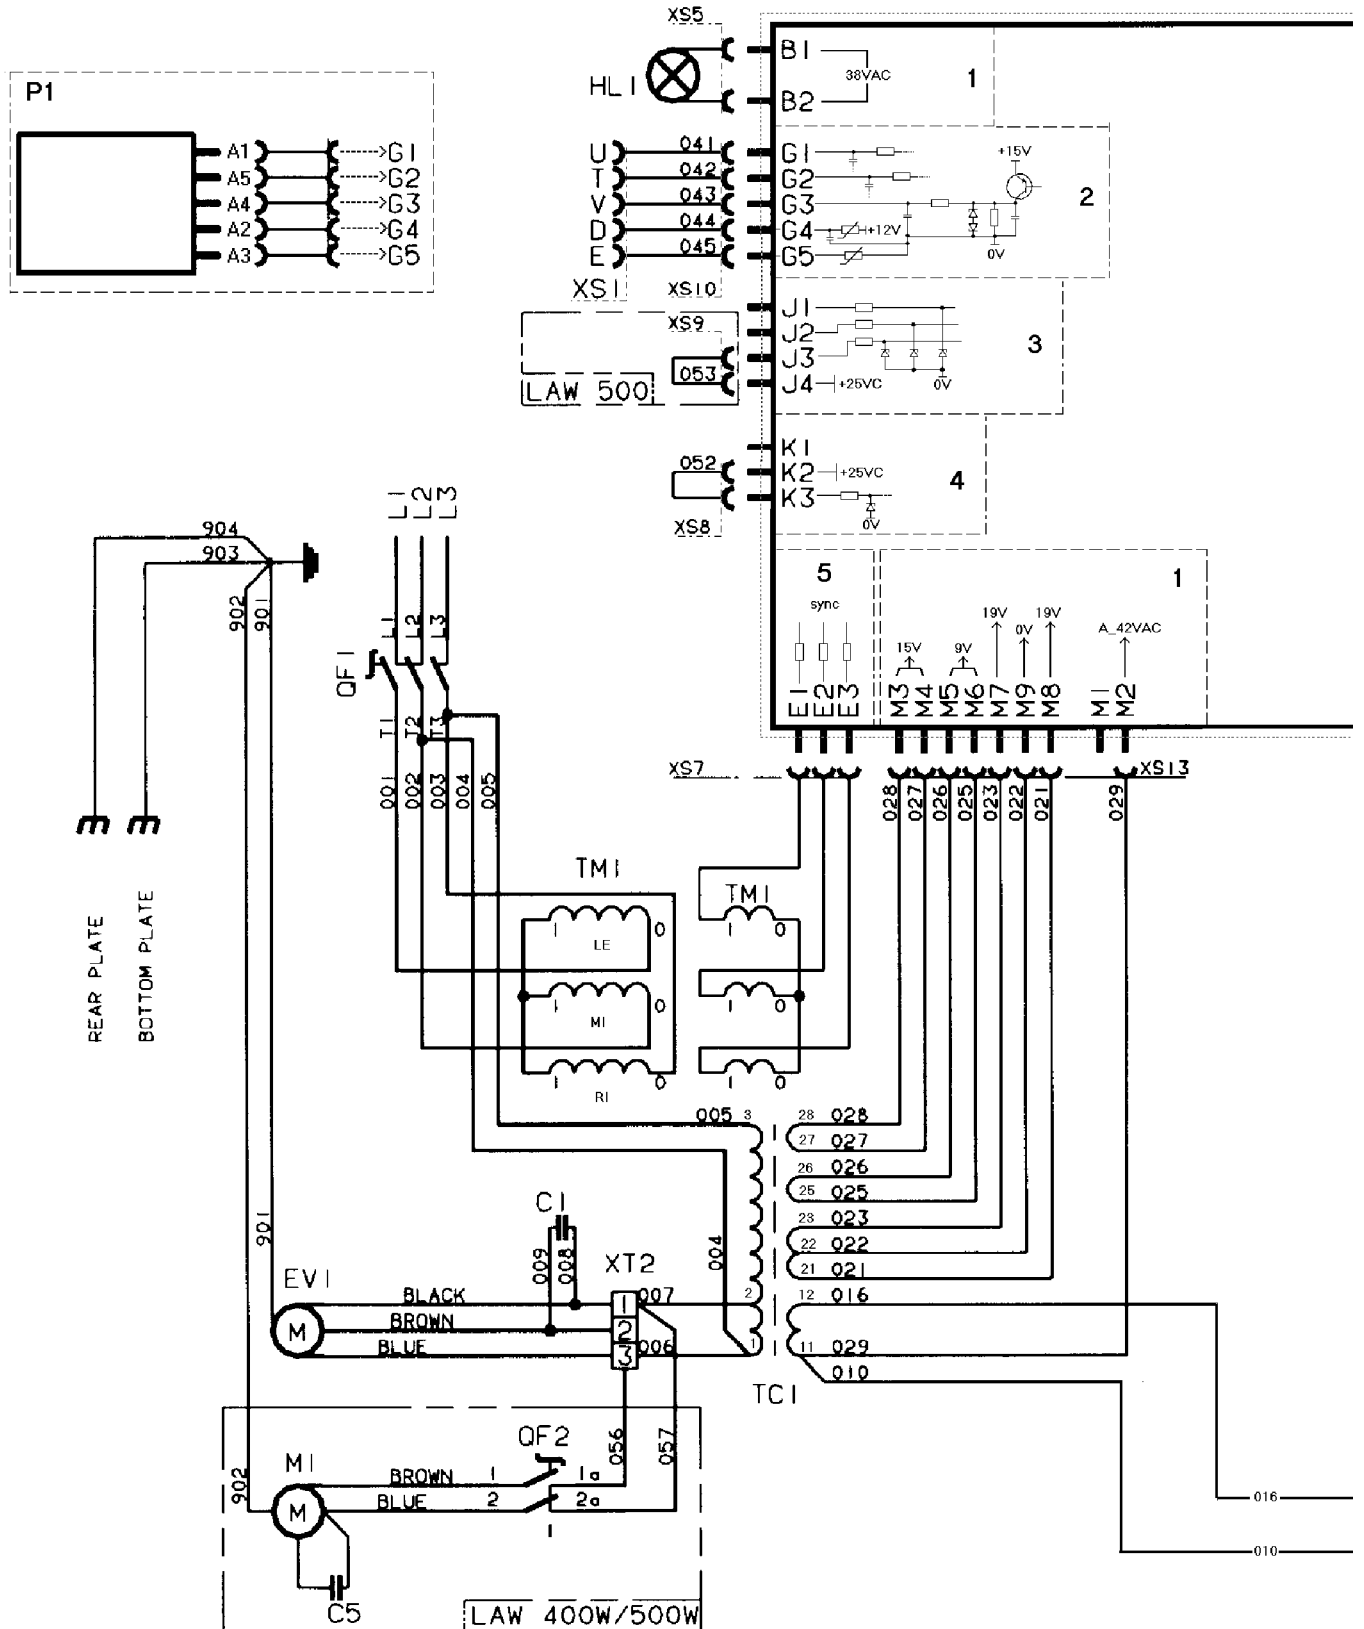 XS5
P1
HL1
B1
38VAC
1
B2
A1 G1
A5 G2
A4 G3
A2 G4
A3 G5
U 041 G1
T 042 G2
V 043 G3
D 044 G4
E 045 G5
+15V
2
+12V
0V
XS1
XS10
XS9
J1
J2
J3
053 J4 +25VC
0V
3
LAW 500
K1
052 K2 +25VC
K3
0V
4
XS8
L1 L2 L3
904
903
902
901
L1 L2 L3
QF1
T1 T2 T3
001 002 003 004 005
5
sync
E1 E2 E3
1
15V
9V
19V
0V
19V
A_42VAC
M3 M4 M5 M6 M7 M9 M8 M1 M2
XS7
XS13
028 027 026 025 023 022 021 029
REAR PLATE
BOTTOM PLATE
TM1
TM1
1 LE 0
1 0
1 MI 0
1 0
1 RI 0
1 0
005 3
28 028
27 027
26 026
25 025
23 023
22 022
21 021
2
12 016
1
11 029
010
TC1
901
C1
009 008
004
XT2
EV1
M
BLACK 1 007
BROWN 2
BLUE 3 006
902
M1
M
QF2
056 057
BROWN 1 1a
BLUE 2 2a
1
C5
LAW 400W/500W
016
010